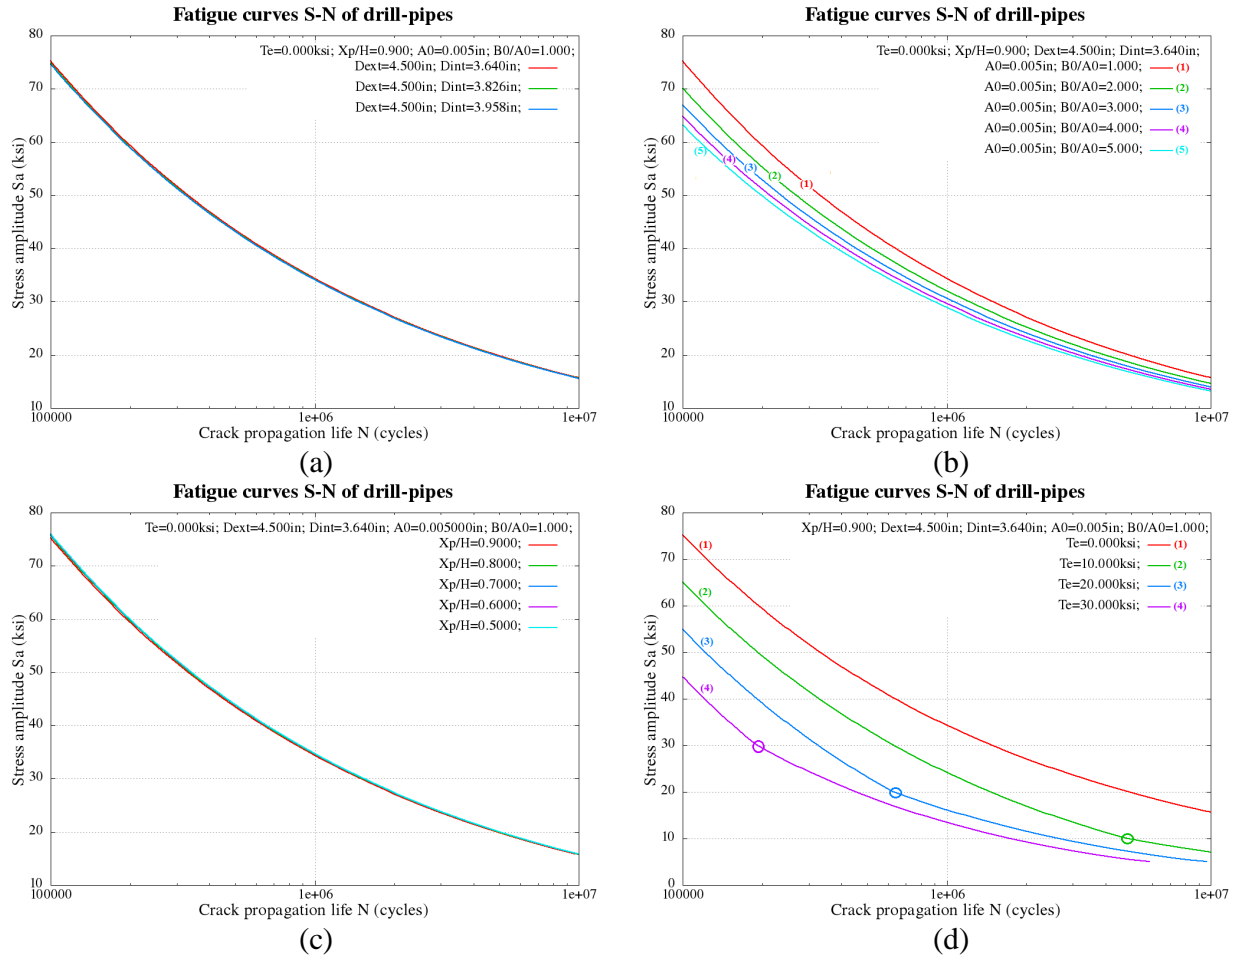 Fatigue curves S-N of drill-pipes
Te=0.000ksi; Xp/H=0.900; A0=0.005in; B0/A0=1.000;
Dext=4.500in; Dint=3.640in;
Dext=4.500in; Dint=3.826in;
Dext=4.500in; Dint=3.958in;
Stress amplitude Sa (ksi)
80
70
60
50
40
30
20
10
100000 1e+06 1e+07
Crack propagation life N (cycles)
(a)
Fatigue curves S-N of drill-pipes
Te=0.000ksi; Xp/H=0.900; Dext=4.500in; Dint=3.640in;
A0=0.005in; B0/A0=1.000; (1)
A0=0.005in; B0/A0=2.000; (2)
A0=0.005in; B0/A0=3.000; (3)
A0=0.005in; B0/A0=4.000; (4)
A0=0.005in; B0/A0=5.000; (5)
(5) (4) (3) (2) (1)
Stress amplitude Sa (ksi)
80
70
60
50
40
30
20
10
100000 1e+06 1e+07
Crack propagation life N (cycles)
(b)
Fatigue curves S-N of drill-pipes
Te=0.000ksi; Dext=4.500in; Dint=3.640in; A0=0.005000in; B0/A0=1.000;
Xp/H=0.9000;
Xp/H=0.8000;
Xp/H=0.7000;
Xp/H=0.6000;
Xp/H=0.5000;
Stress amplitude Sa (ksi)
80
70
60
50
40
30
20
10
100000 1e+06 1e+07
Crack propagation life N (cycles)
(c)
Fatigue curves S-N of drill-pipes
Xp/H=0.900; Dext=4.500in; Dint=3.640in; A0=0.005in; B0/A0=1.000;
Te=0.000ksi; (1)
Te=10.000ksi; (2)
Te=20.000ksi; (3)
Te=30.000ksi; (4)
(1)
(2)
(3)
(4)
Stress amplitude Sa (ksi)
80
70
60
50
40
30
20
10
0
100000 1e+06 1e+07
Crack propagation life N (cycles)
(d)